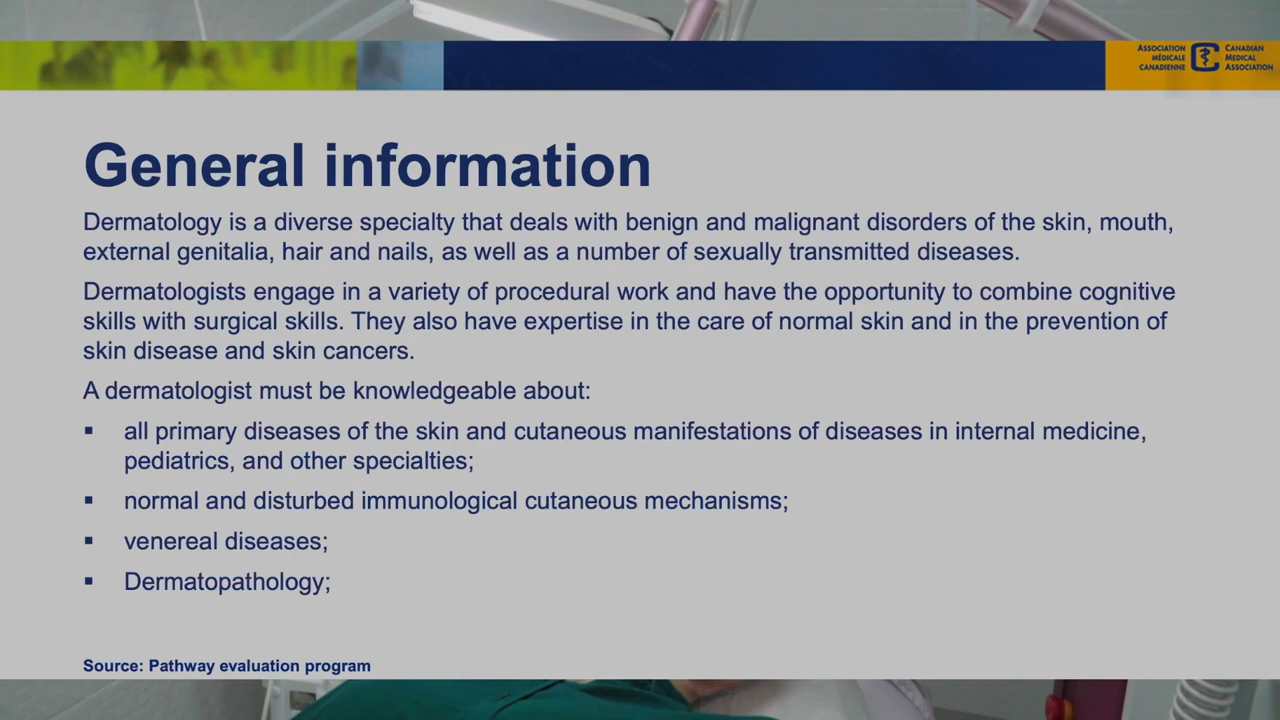 ASSOCIATION
MÉDICALE
CANADIENNE
CANADIAN
MEDICAL
ASSOCIATION
General information
Dermatology is a diverse specialty that deals with benign and malignant disorders of the skin, mouth,
external genitalia, hair and nails, as well as a number of sexually transmitted diseases.
Dermatologists engage in a variety of procedural work and have the opportunity to combine cognitive
skills with surgical skills. They also have expertise in the care of normal skin and in the prevention of
skin disease and skin cancers.
A dermatologist must be knowledgeable about:
▪ all primary diseases of the skin and cutaneous manifestations of diseases in internal medicine,
pediatrics, and other specialties;
▪ normal and disturbed immunological cutaneous mechanisms;
▪ venereal diseases;
▪ Dermatopathology;
Source: Pathway evaluation program